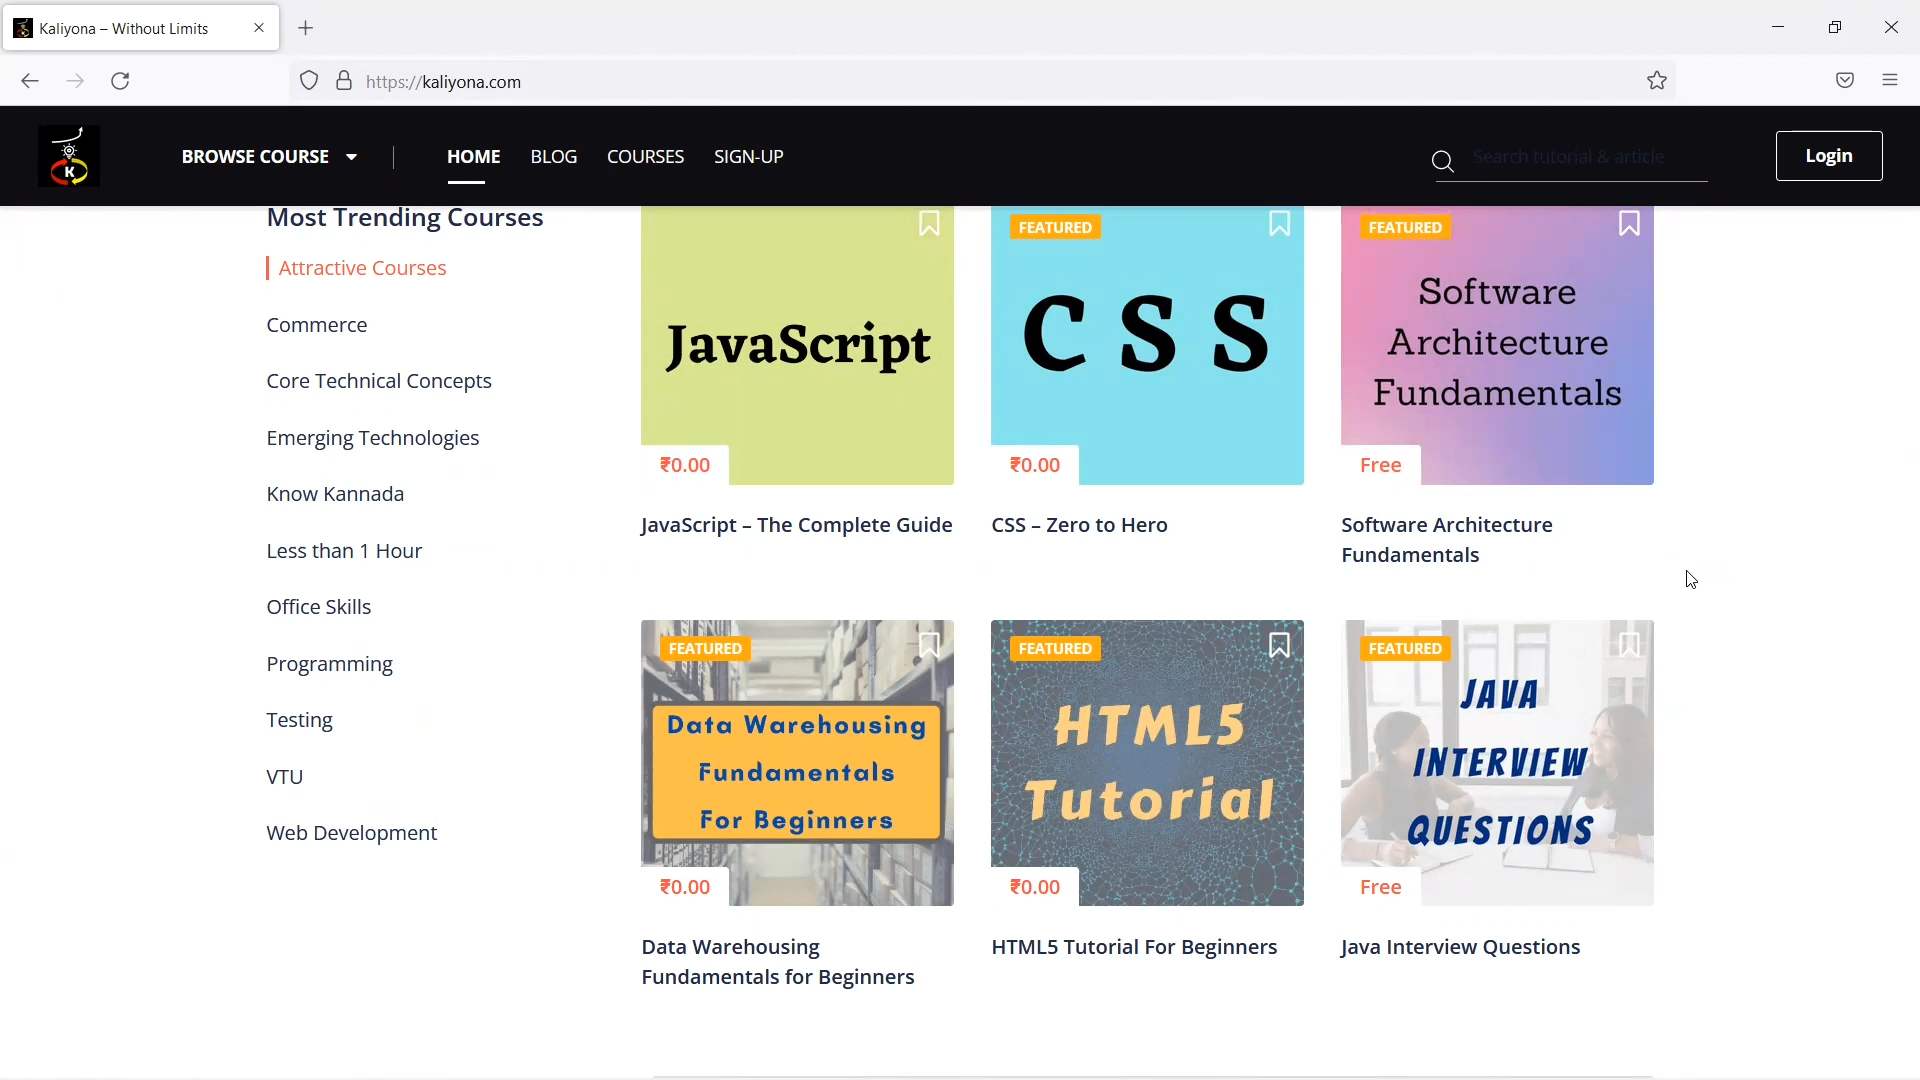 Kaliyona – Without Limits
https://kaliyona.com
K
BROWSE COURSE
HOME
BLOG
COURSES
SIGN-UP
Search tutorial & article
Login
Most Trending Courses
Attractive Courses
Commerce
Core Technical Concepts
Emerging Technologies
Know Kannada
Less than 1 Hour
Office Skills
Programming
Testing
VTU
Web Development
JavaScript
₹0.00
JavaScript – The Complete Guide
FEATURED
CSS
₹0.00
CSS – Zero to Hero
FEATURED
Software
Architecture
Fundamentals
Free
Software Architecture
Fundamentals
FEATURED
Data Warehousing
Fundamentals
For Beginners
₹0.00
Data Warehousing
Fundamentals for Beginners
FEATURED
HTML5
Tutorial
₹0.00
HTML5 Tutorial For Beginners
FEATURED
JAVA
INTERVIEW
QUESTIONS
Free
Java Interview Questions